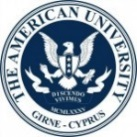 THE AMERICAN UNIVERSITY
DISCENDO
VIVIMUS
GIRNE - CYPRUS